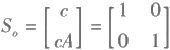 S_o = [ c ; cA ] = [ 1 0 ; 0 1 ]